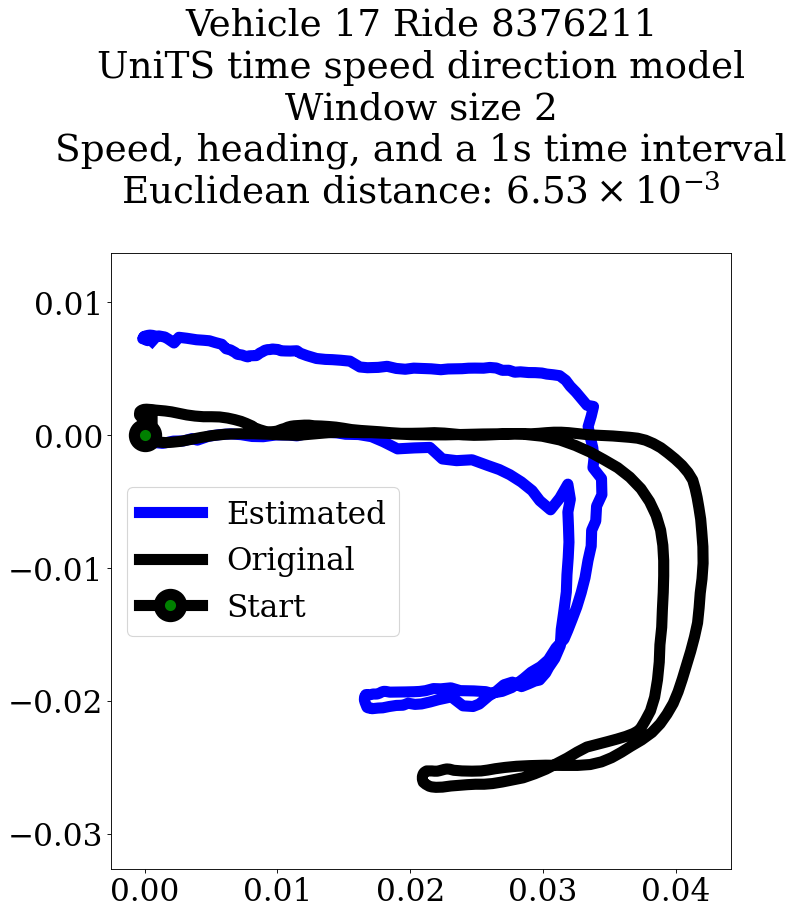 Vehicle 17 Ride 8376211
UniTS time speed direction model
Window size 2
Speed, heading, and a 1s time interval
Euclidean distance: 6.53 × 10⁻³
0.01
0.00
−0.01
−0.02
−0.03
Estimated
Original
Start
0.00 0.01 0.02 0.03 0.04